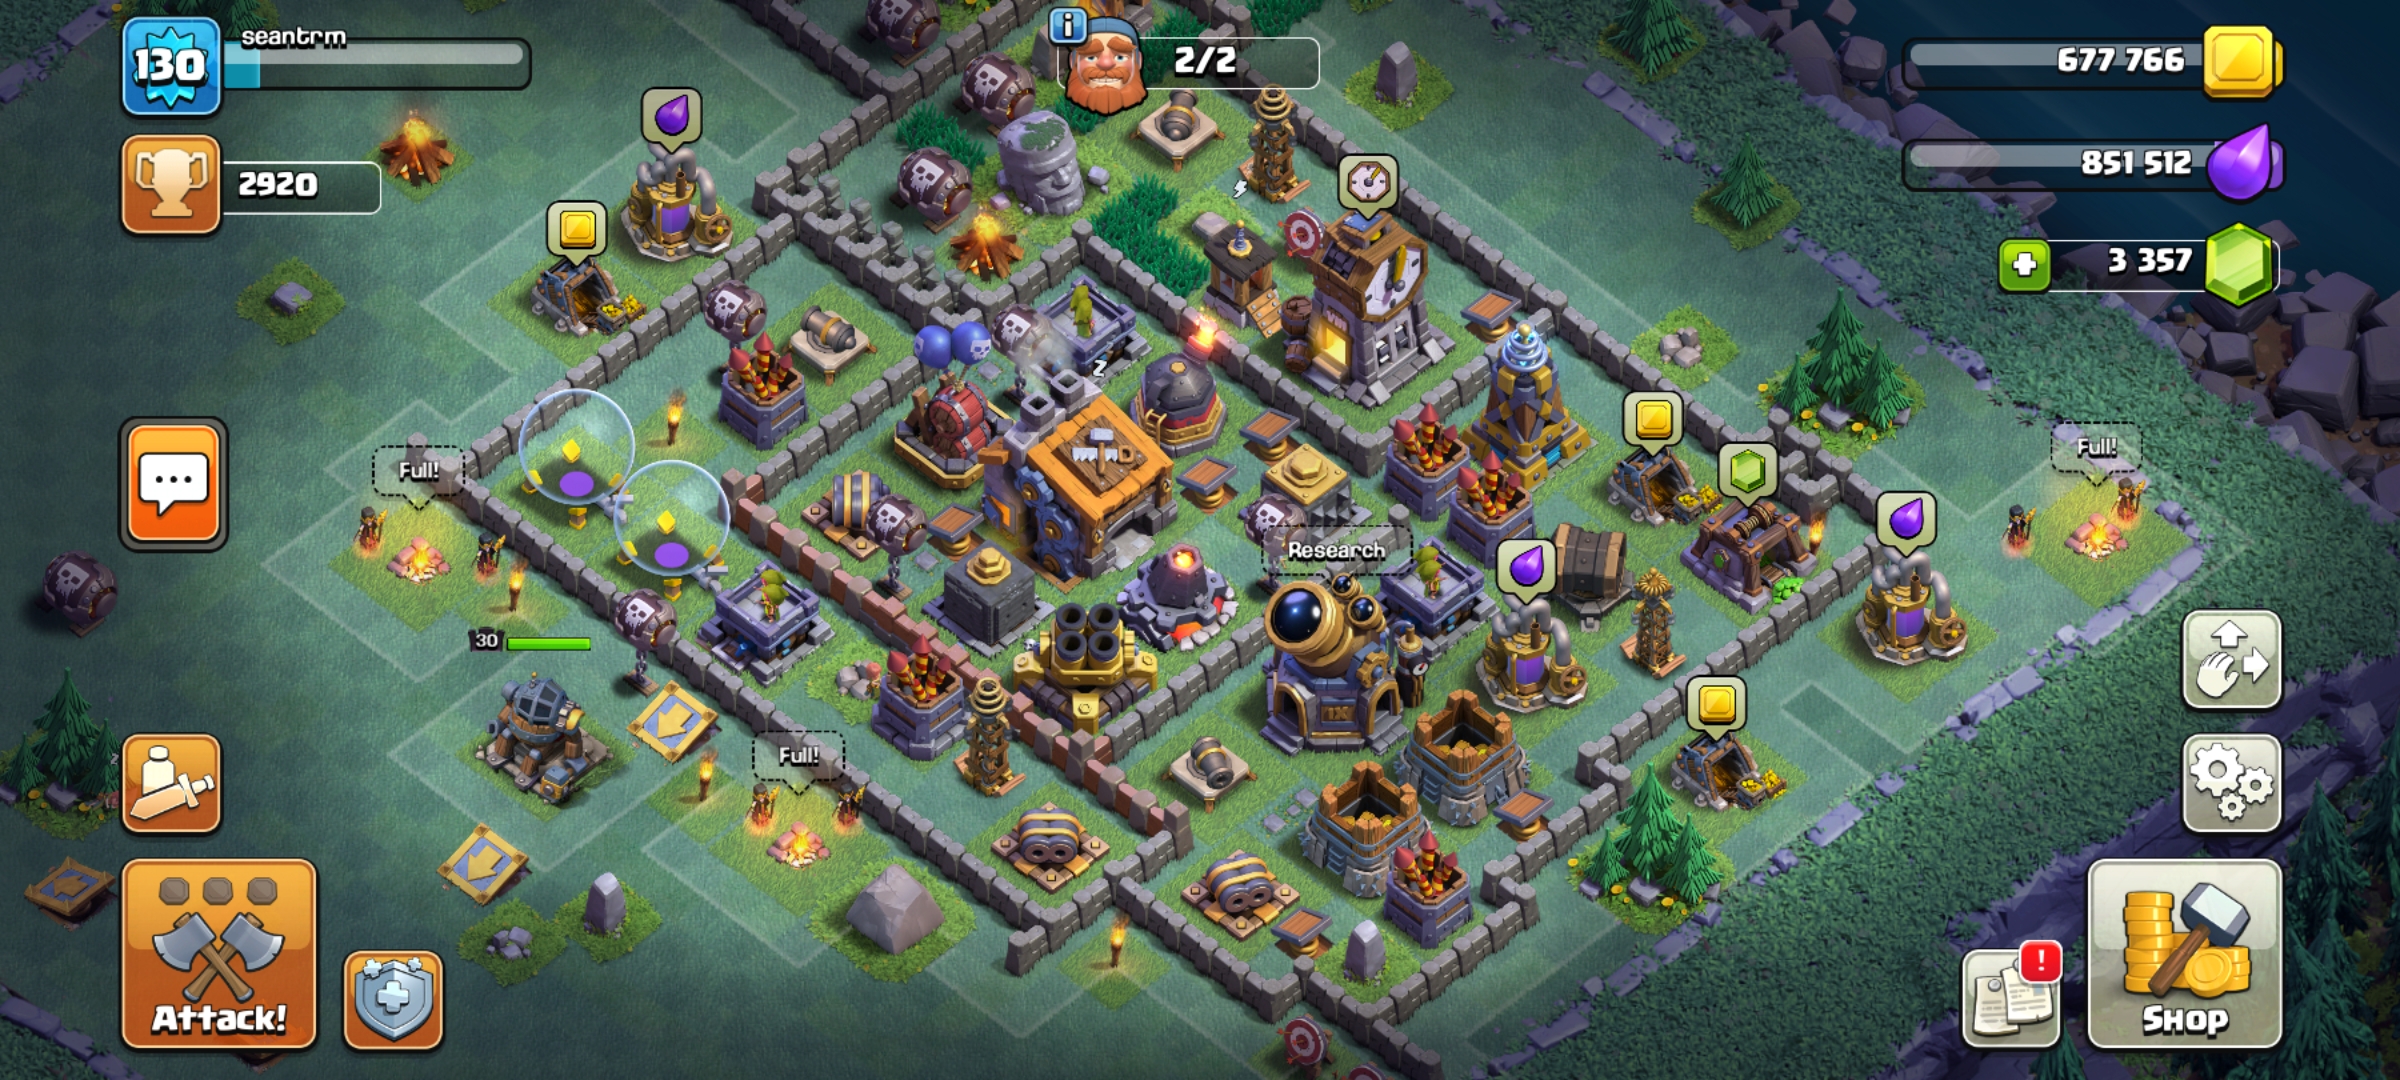 130
seantrm
2/2
677 766
2920
851 512
3 357
Full!
Full!
Research
30
Full!
Attack!
Shop